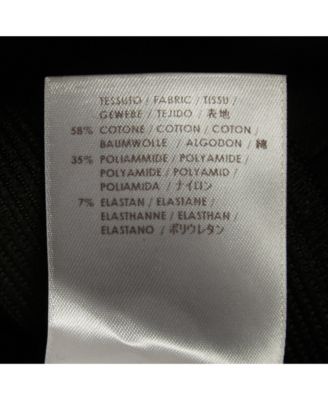 TESSUTO / FABRIC / TISSU /
GEWEBE / TEJIDO / 表地
58% COTONE / COTTON / COTON /
BAUMWOLLE / ALGODON / 綿
35% POLIAMMIDE / POLYAMIDE /
POLYAMIDE / POLYAMID /
POLIAMIDA / ナイロン
7% ELASTAN / ELASTANE /
ELASTHANNE / ELASTHAN /
ELASTANO / ポリウレタン